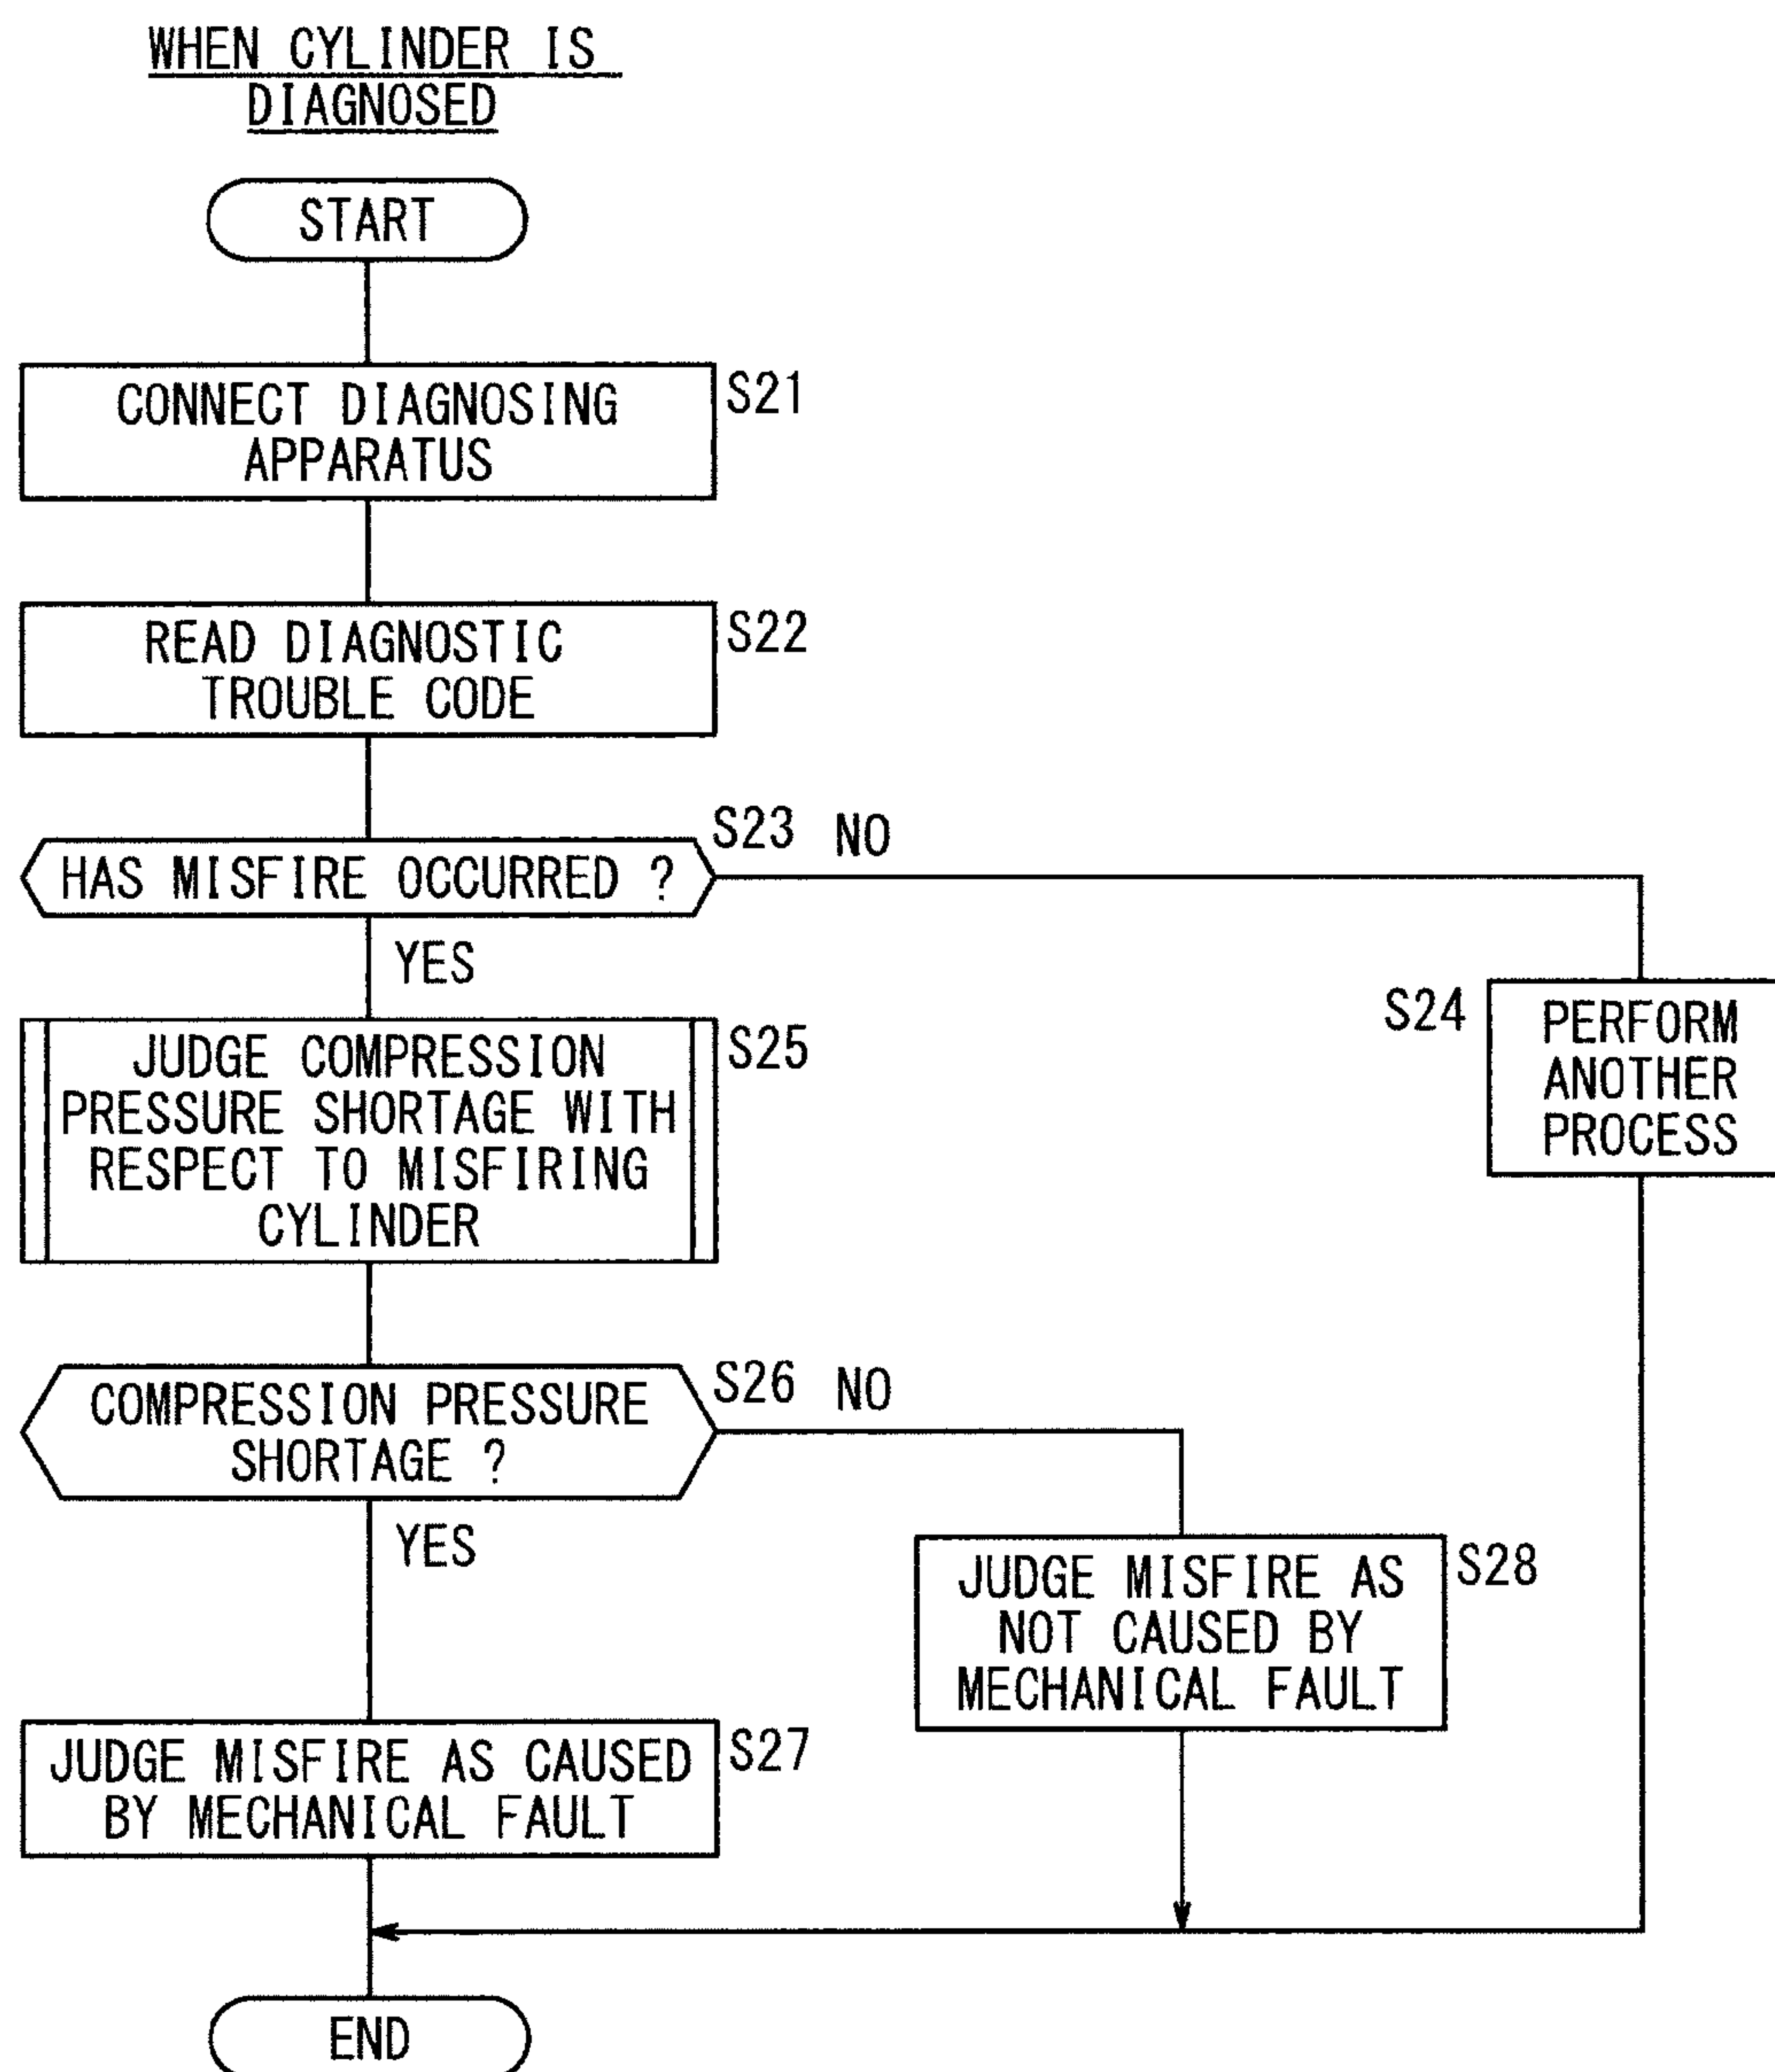 WHEN CYLINDER IS
DIAGNOSED
START
CONNECT DIAGNOSING
APPARATUS
S21
READ DIAGNOSTIC
TROUBLE CODE
S22
HAS MISFIRE OCCURRED ?
S23 NO
YES
S24
PERFORM
ANOTHER
PROCESS
JUDGE COMPRESSION
PRESSURE SHORTAGE WITH
RESPECT TO MISFIRING
CYLINDER
S25
COMPRESSION PRESSURE
SHORTAGE ?
S26 NO
YES
JUDGE MISFIRE AS
NOT CAUSED BY
MECHANICAL FAULT
S28
JUDGE MISFIRE AS CAUSED
BY MECHANICAL FAULT
S27
END